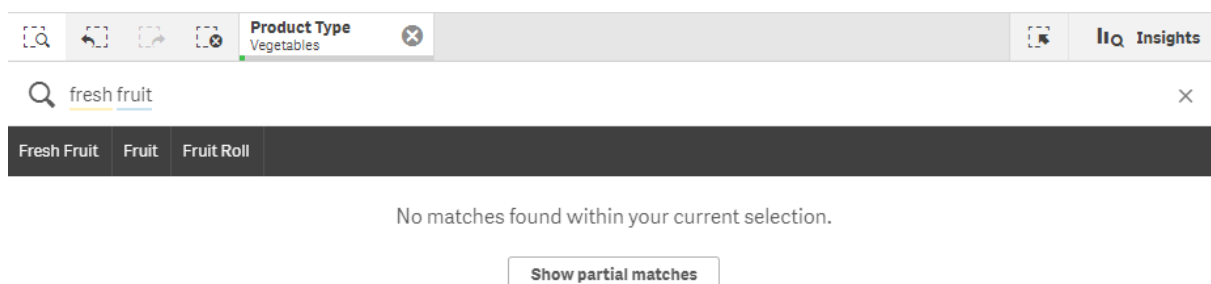 Product Type
Vegetables
Insights
fresh fruit
Fresh Fruit Fruit Fruit Roll
No matches found within your current selection.
Show partial matches